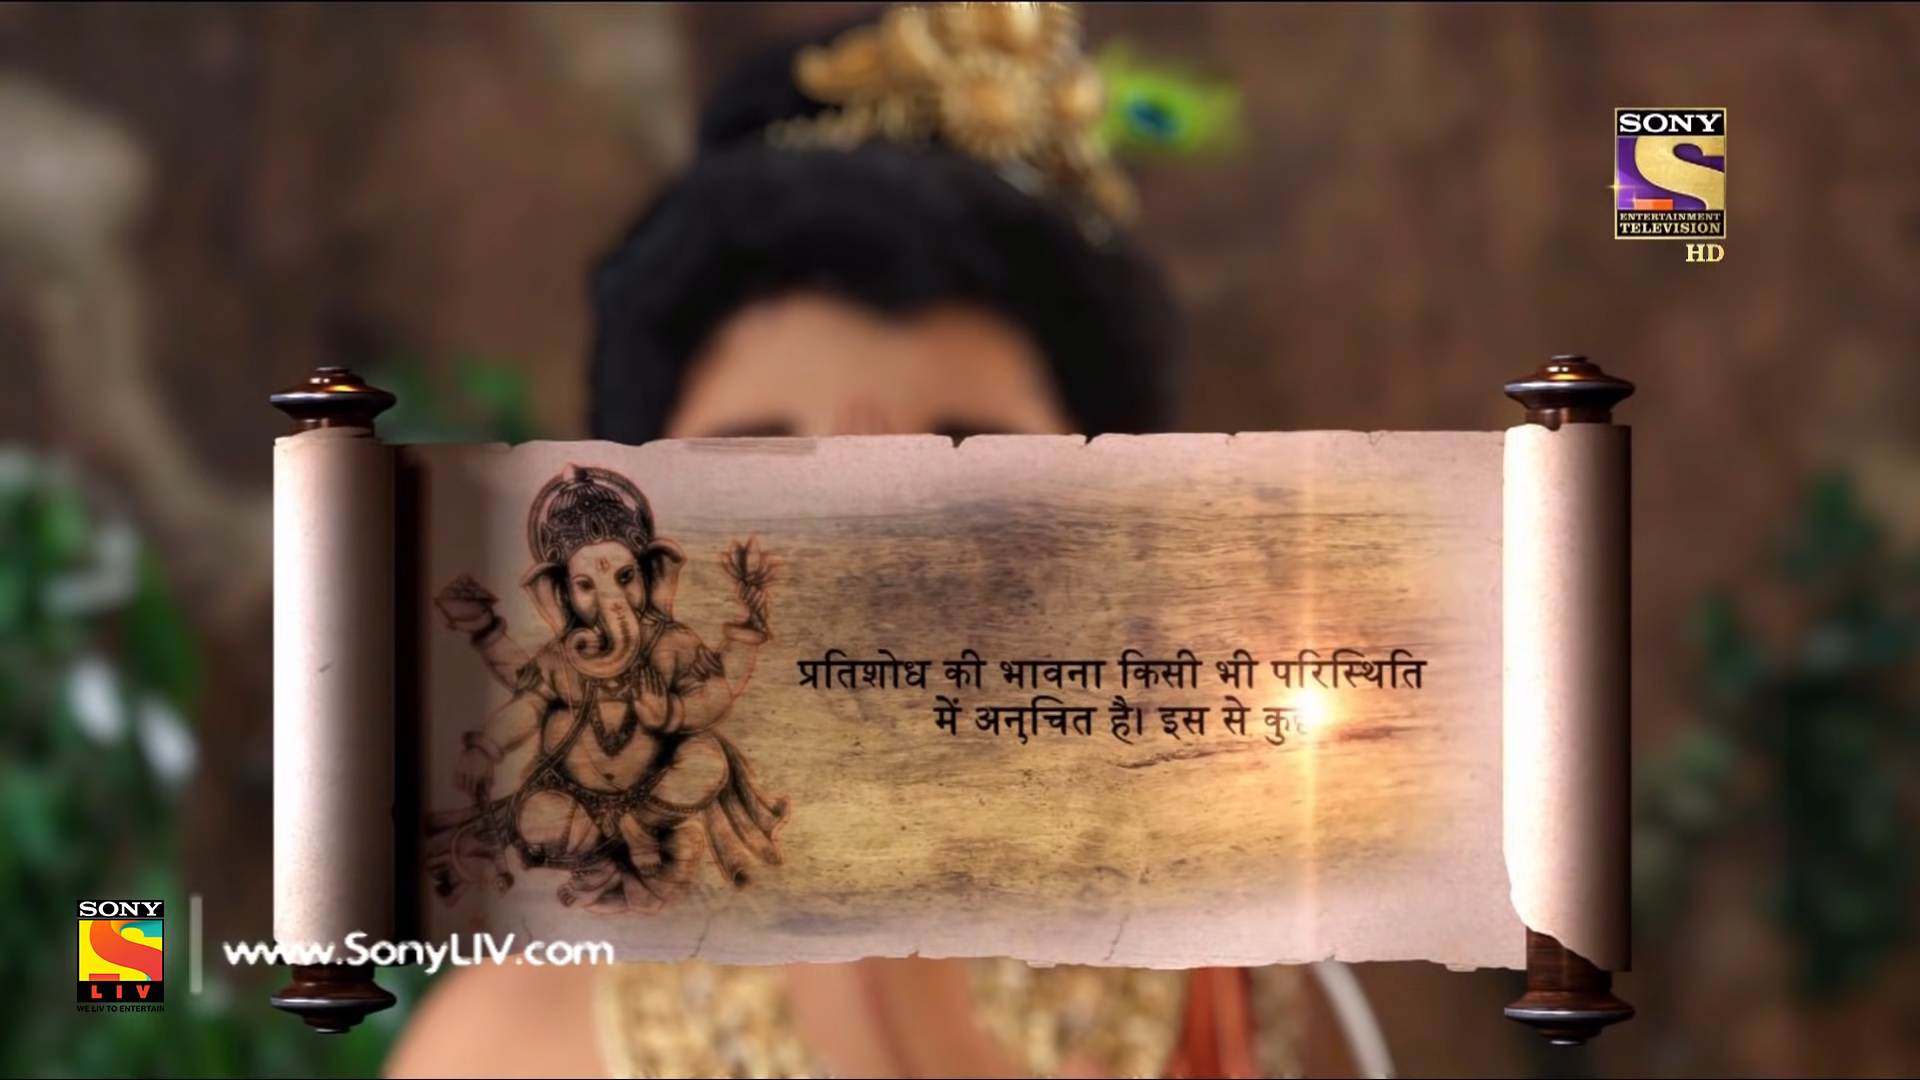 SONY
ENTERTAINMENT
TELEVISION
HD
प्रतिशोध की भावना किसी भी परिस्थिति
में अनुचित है। इस से
SONY
LIV
WE LIV TO ENTERTAIN
www.SonyLIV.com